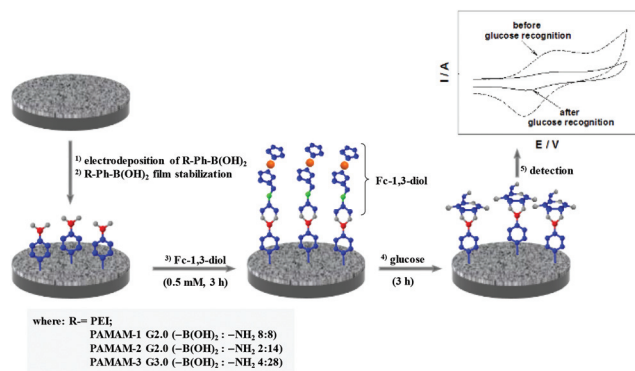 before
glucose recognition
I / A
after
glucose recognition
E / V
1) electrodeposition of R-Ph-B(OH)2
2) R-Ph-B(OH)2 film stabilization
Fc-1,3-diol
5) detection
3) Fc-1,3-diol
(0.5 mM, 3 h)
4) glucose
(3 h)
where: R-= PEI;
PAMAM-1 G2.0 (−B(OH)2 : −NH2 8:8)
PAMAM-2 G2.0 (−B(OH)2 : −NH2 2:14)
PAMAM-3 G3.0 (−B(OH)2 : −NH2 4:28)